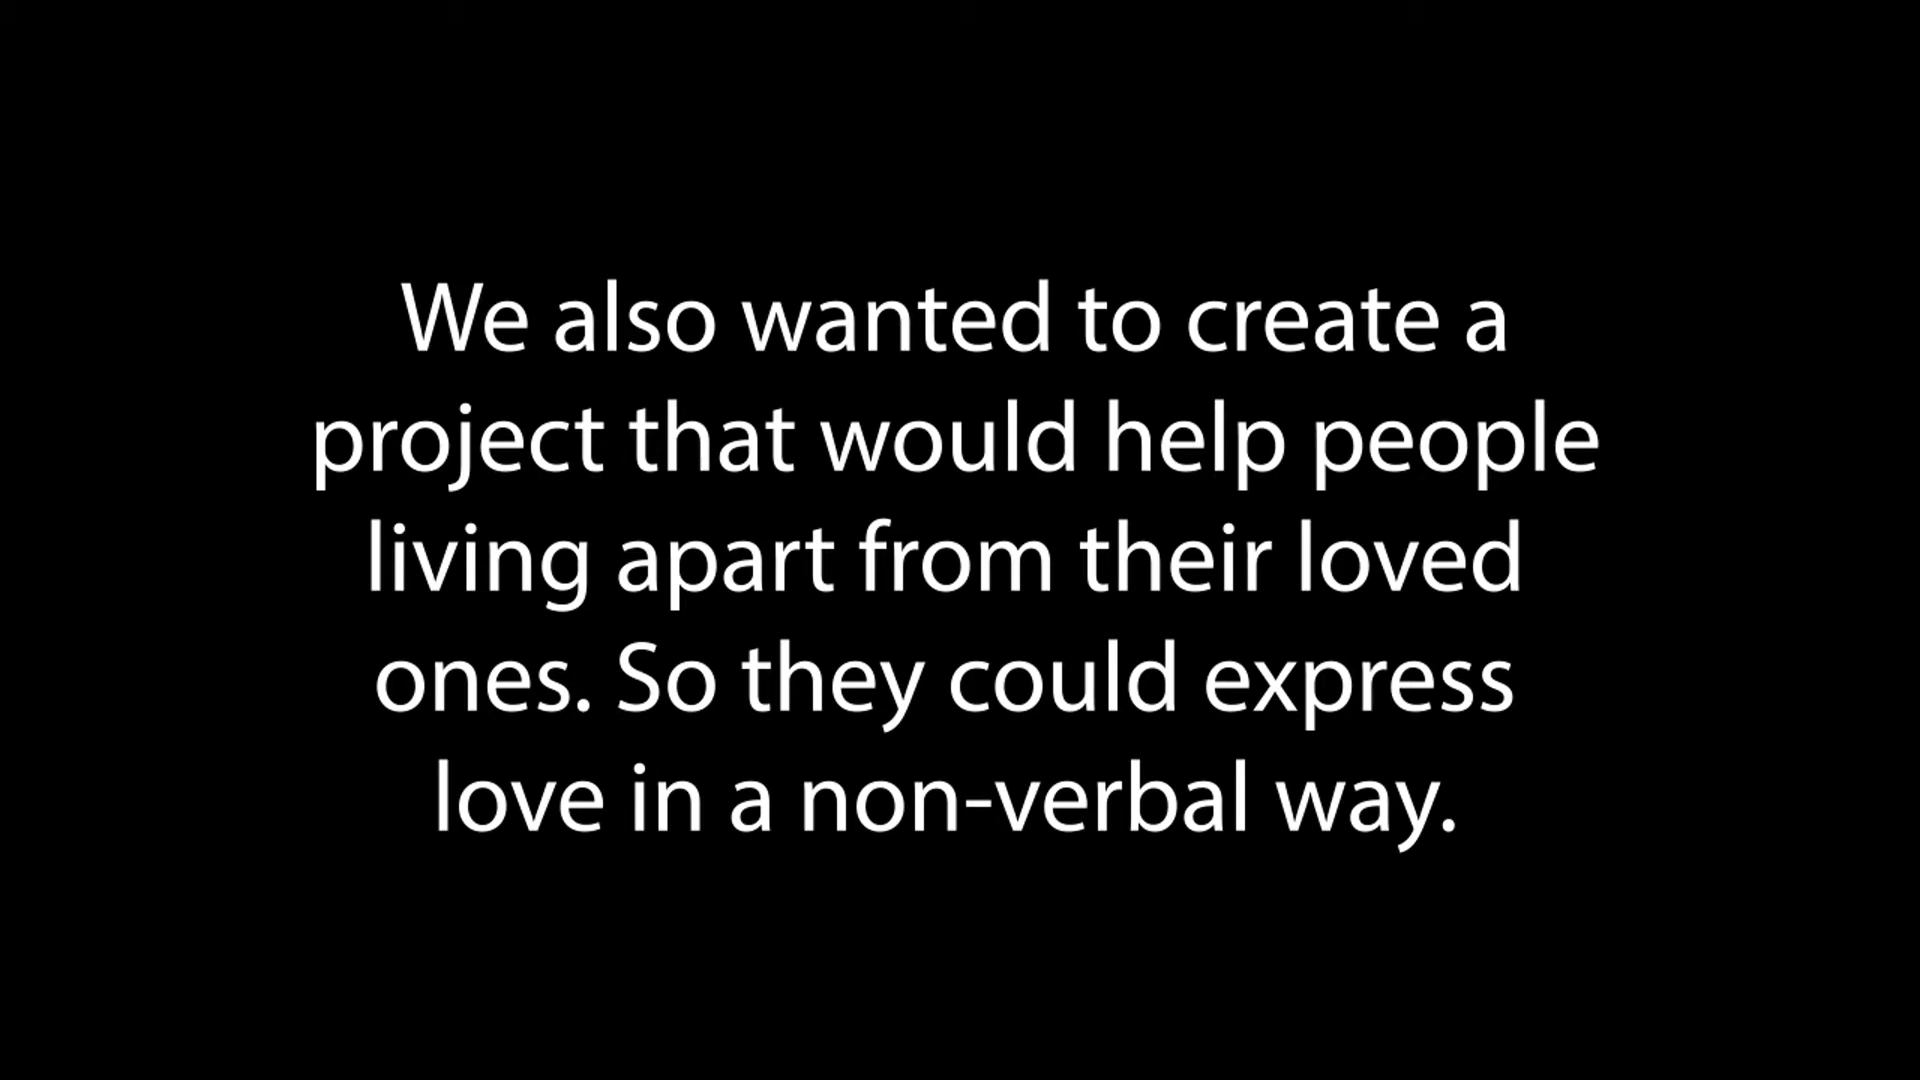 We also wanted to create a
project that would help people
living apart from their loved
ones. So they could express
love in a non-verbal way.